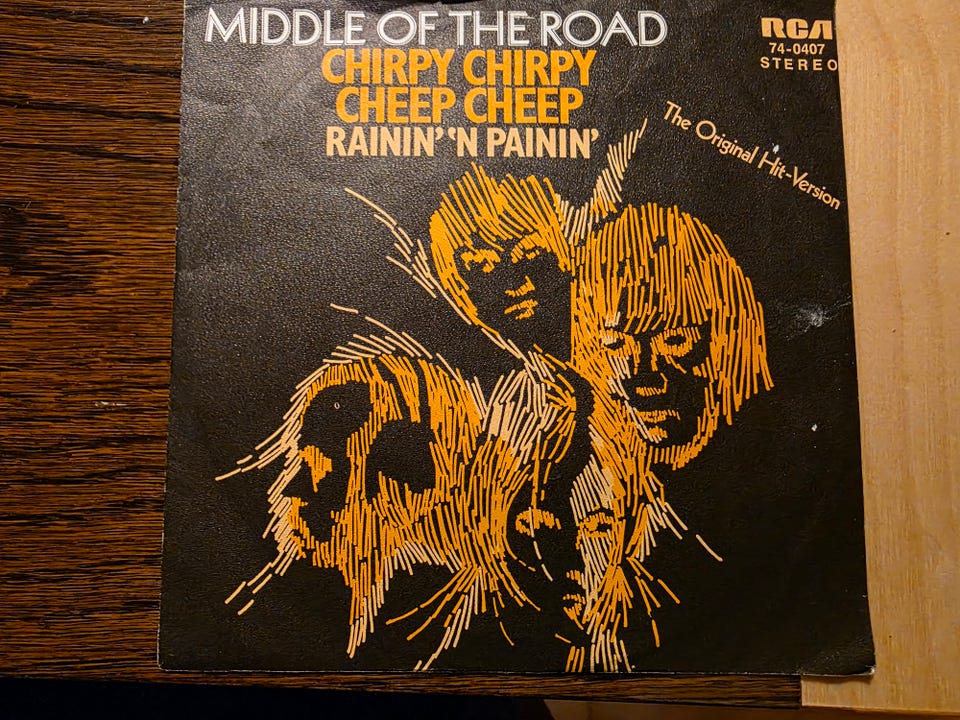 MIDDLE OF THE ROAD
CHIRPY CHIRPY
CHEEP CHEEP
RAININ' 'N PAININ'
RCA
74-0407
STEREO
The Original Hit-Version